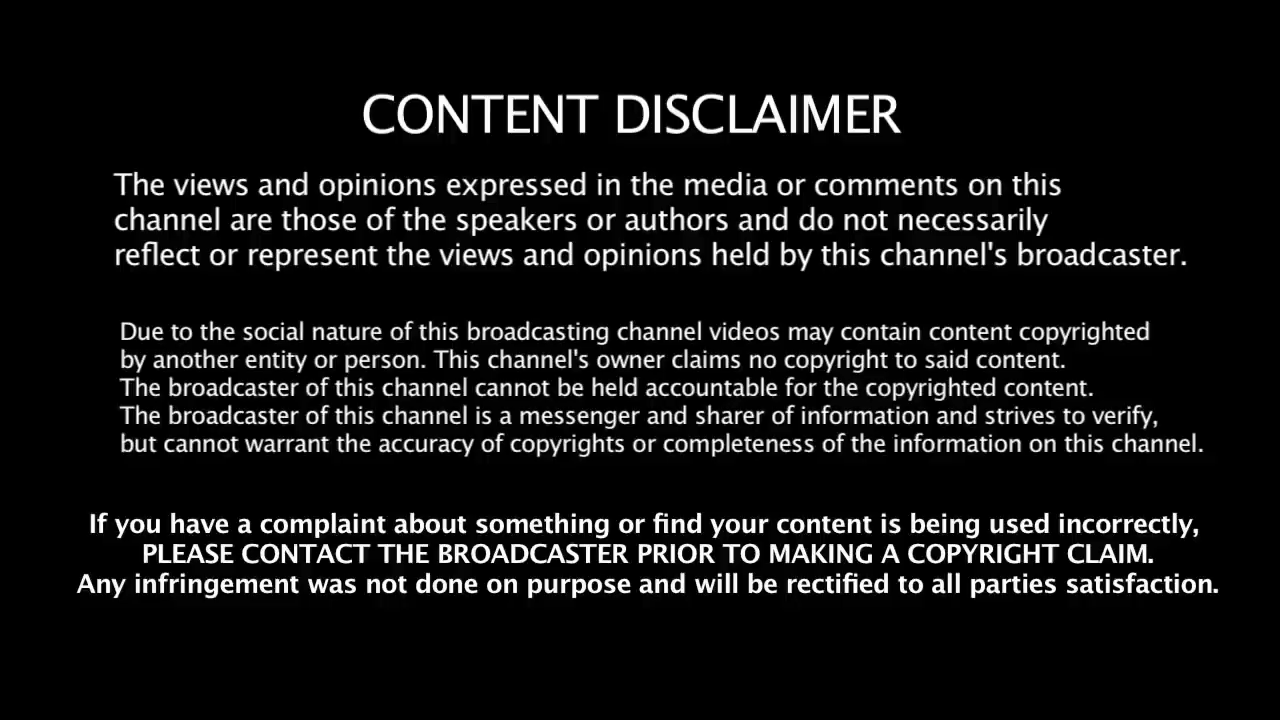 CONTENT DISCLAIMER
The views and opinions expressed in the media or comments on this
channel are those of the speakers or authors and do not necessarily
reflect or represent the views and opinions held by this channel's broadcaster.
Due to the social nature of this broadcasting channel videos may contain content copyrighted
by another entity or person. This channel's owner claims no copyright to said content.
The broadcaster of this channel cannot be held accountable for the copyrighted content.
The broadcaster of this channel is a messenger and sharer of information and strives to verify,
but cannot warrant the accuracy of copyrights or completeness of the information on this channel.
If you have a complaint about something or find your content is being used incorrectly,
PLEASE CONTACT THE BROADCASTER PRIOR TO MAKING A COPYRIGHT CLAIM.
Any infringement was not done on purpose and will be rectified to all parties satisfaction.